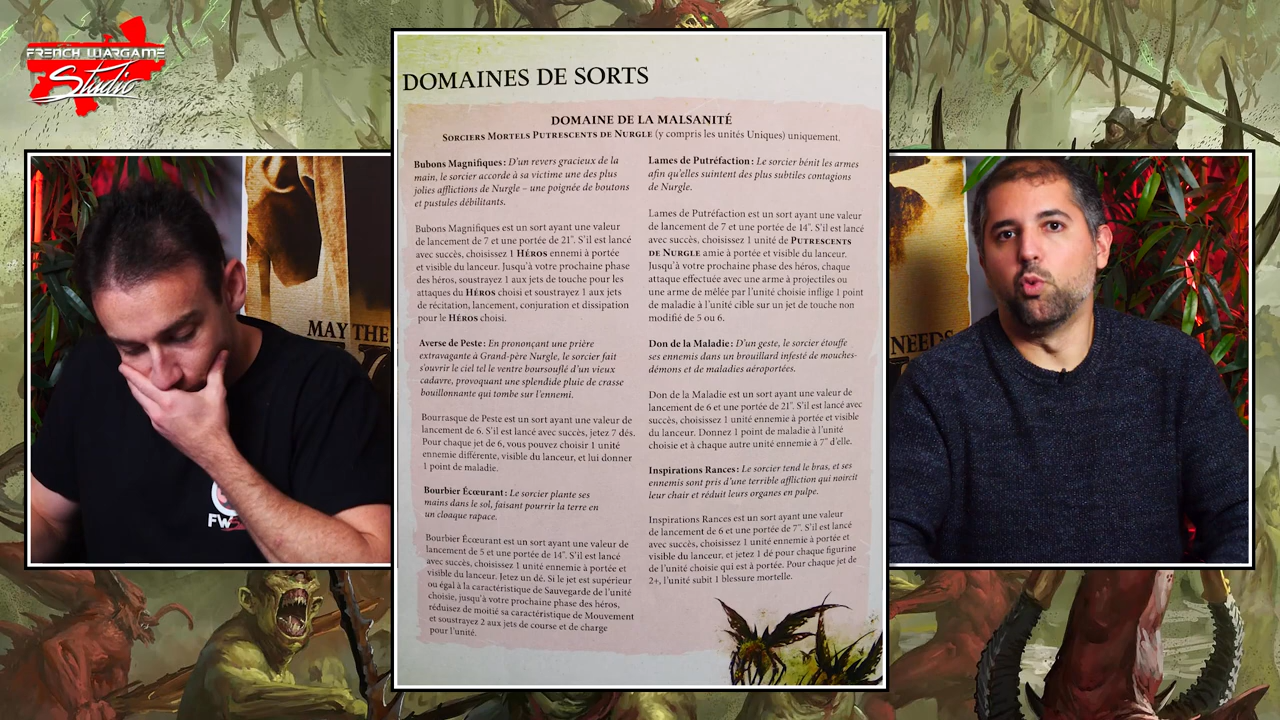 FRENCH WARGAME
Studio
DOMAINES DE SORTS
DOMAINE DE LA MALSANITÉ
SORCIERS MORTELS PUTRESCENTS DE NURGLE (y compris les unités Uniques) uniquement.
Bubons Magnifiques : D'un revers gracieux de la
main, le sorcier accorde à sa victime une des plus
jolies afflictions de Nurgle – une poignée de boutons
et pustules débilitants.
Bubons Magnifiques est un sort ayant une valeur
de lancement de 7 et une portée de 21". S'il est lancé
avec succès, choisissez 1 HÉROS ennemi à portée
et visible du lanceur. Jusqu'à votre prochaine phase
des héros, soustrayez 1 aux jets de touche pour les
attaques du HÉROS choisi et soustrayez 1 aux jets
de récitation, lancement, conjuration et dissipation
pour le HÉROS choisi.
Averse de Peste : En prononçant une prière
extravagante à Grand-père Nurgle, le sorcier fait
s'ouvrir le ciel tel le ventre boursouflé d'un vieux
cadavre, provoquant une splendide pluie de crasse
bouillonnante qui tombe sur l'ennemi.
Bourrasque de Peste est un sort ayant une valeur de
lancement de 6. S'il est lancé avec succès, jetez 7 dés.
Pour chaque jet de 6, vous pouvez choisir 1 unité
ennemie différente, visible du lanceur, et lui donner
1 point de maladie.
Bourbier Écœurant : Le sorcier plante ses
mains dans le sol, faisant pourrir la terre en
un cloaque rapace.
Bourbier Écœurant est un sort ayant une valeur de
lancement de 5 et une portée de 14". S'il est lancé
avec succès, choisissez 1 unité ennemie à portée et
visible du lanceur. Jetez un dé. Si le jet est supérieur
ou égal à la caractéristique de Sauvegarde de l'unité
choisie, jusqu'à votre prochaine phase des héros,
réduisez de moitié sa caractéristique de Mouvement
et soustrayez 2 aux jets de course et de charge
pour l'unité.
Lames de Putréfaction : Le sorcier bénit les armes
afin qu'elles suintent des plus subtiles contagions
de Nurgle.
Lames de Putréfaction est un sort ayant une valeur
de lancement de 7 et une portée de 14". S'il est lancé
avec succès, choisissez 1 unité de PUTRESCENTS
DE NURGLE amie à portée et visible du lanceur.
Jusqu'à votre prochaine phase des héros, chaque
attaque effectuée avec une arme à projectiles ou
une arme de mêlée par l'unité choisie inflige 1 point
de maladie à l'unité cible sur un jet de touche non
modifié de 5 ou 6.
Don de la Maladie : D'un geste, le sorcier étouffe
ses ennemis dans un brouillard infesté de mouches-
démons et de maladies aéroportées.
Don de la Maladie est un sort ayant une valeur de
lancement de 6 et une portée de 21". S'il est lancé avec
succès, choisissez 1 unité ennemie à portée et visible
du lanceur. Donnez 1 point de maladie à l'unité
choisie et à chaque autre unité ennemie à 7" d'elle.
Inspirations Rances : Le sorcier tend le bras, et ses
ennemis sont pris d'une terrible affliction qui noircit
leur chair et réduit leurs organes en pulpe.
Inspirations Rances est un sort ayant une valeur
de lancement de 6 et une portée de 7". S'il est lancé
avec succès, choisissez 1 unité ennemie à portée et
visible du lanceur, et jetez 1 dé pour chaque figurine
de l'unité choisie qui est à portée. Pour chaque jet de
2+, l'unité subit 1 blessure mortelle.
MAY THE
NEEDS
FW